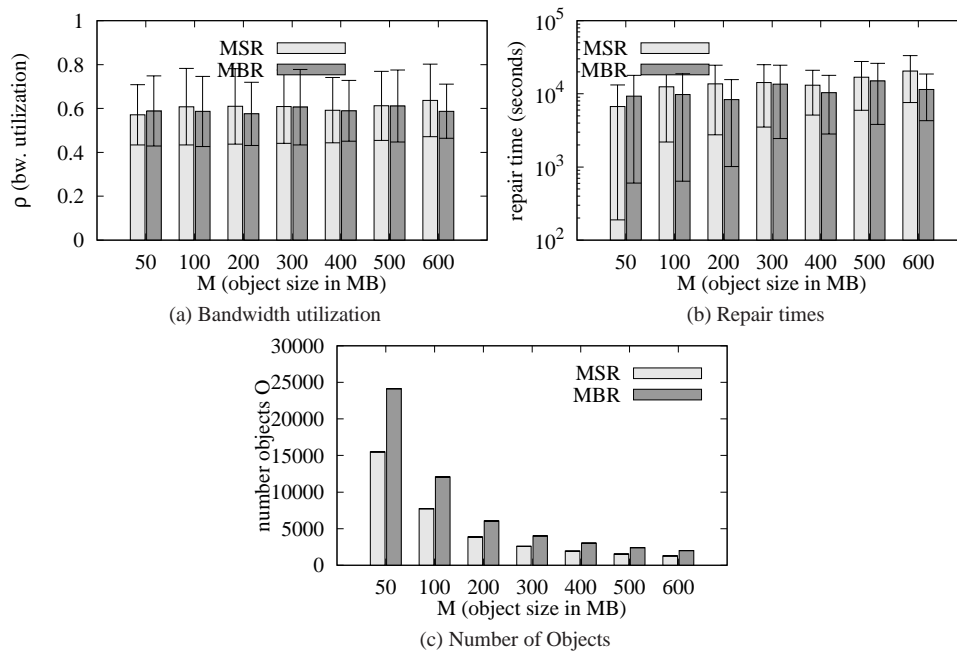 1
0.8
0.6
0.4
0.2
0
50 100 200 300 400 500 600
ρ (bw. utilization)
M (object size in MB)
MSR
MBR
(a) Bandwidth utilization
10^5
10^4
10^3
10^2
50 100 200 300 400 500 600
repair time (seconds)
M (object size in MB)
MSR
MBR
(b) Repair times
30000
25000
20000
15000
10000
5000
0
50 100 200 300 400 500 600
number objects O
M (object size in MB)
MSR
MBR
(c) Number of Objects